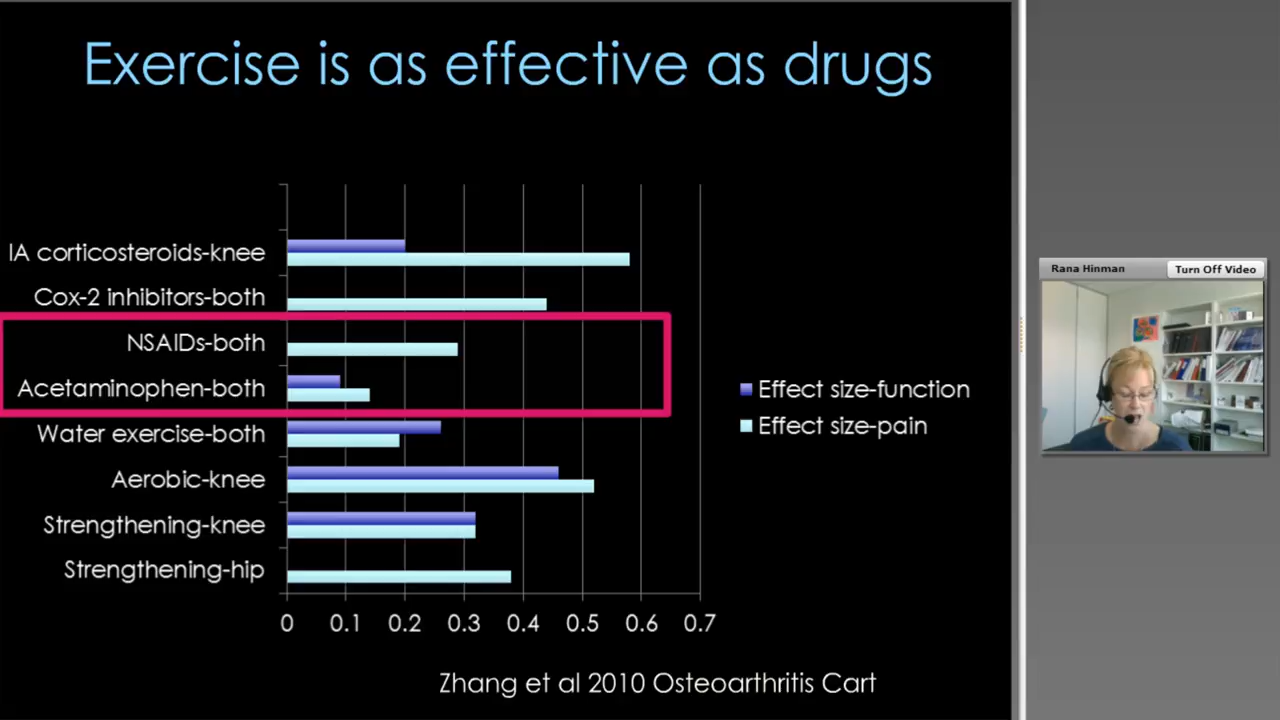 Exercise is as effective as drugs
IA corticosteroids-knee
Cox-2 inhibitors-both
NSAIDs-both
Acetaminophen-both
Water exercise-both
Aerobic-knee
Strengthening-knee
Strengthening-hip
0 0.1 0.2 0.3 0.4 0.5 0.6 0.7
Effect size-function
Effect size-pain
Zhang et al 2010 Osteoarthritis Cart
Rana Hinman
Turn Off Video